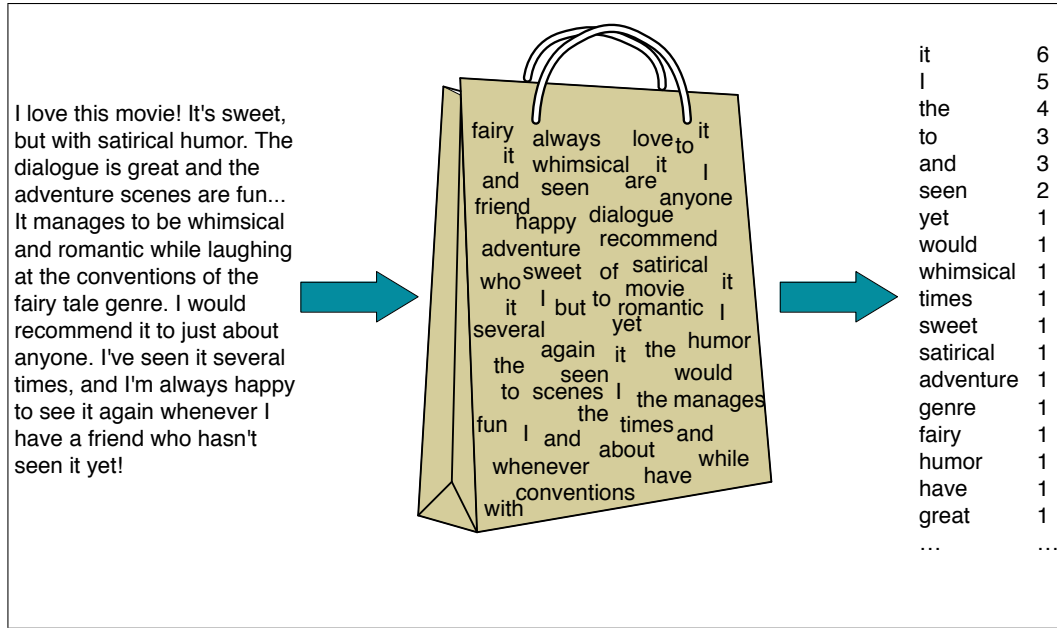 I love this movie! It's sweet,
but with satirical humor. The
dialogue is great and the
adventure scenes are fun...
It manages to be whimsical
and romantic while laughing
at the conventions of the
fairy tale genre. I would
recommend it to just about
anyone. I've seen it several
times, and I'm always happy
to see it again whenever I
have a friend who hasn't
seen it yet!
fairy always love to it
it whimsical it I
and seen are anyone
friend happy dialogue
adventure recommend
who sweet of satirical it
it I but to romantic I
movie
several yet
again it the humor
the seen would
to scenes I the manages
the
fun I and times and
about
whenever have while
with conventions
it 6
I 5
the 4
to 3
and 3
seen 2
yet 1
would 1
whimsical 1
times 1
sweet 1
satirical 1
adventure 1
genre 1
fairy 1
humor 1
have 1
great 1
… …